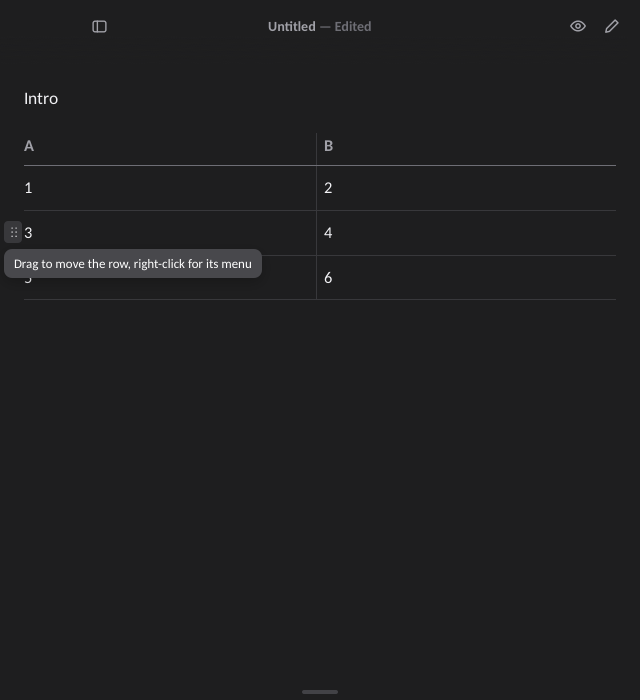 Untitled — Edited
Intro
A B
1 2
3 4
Drag to move the row, right-click for its menu
6